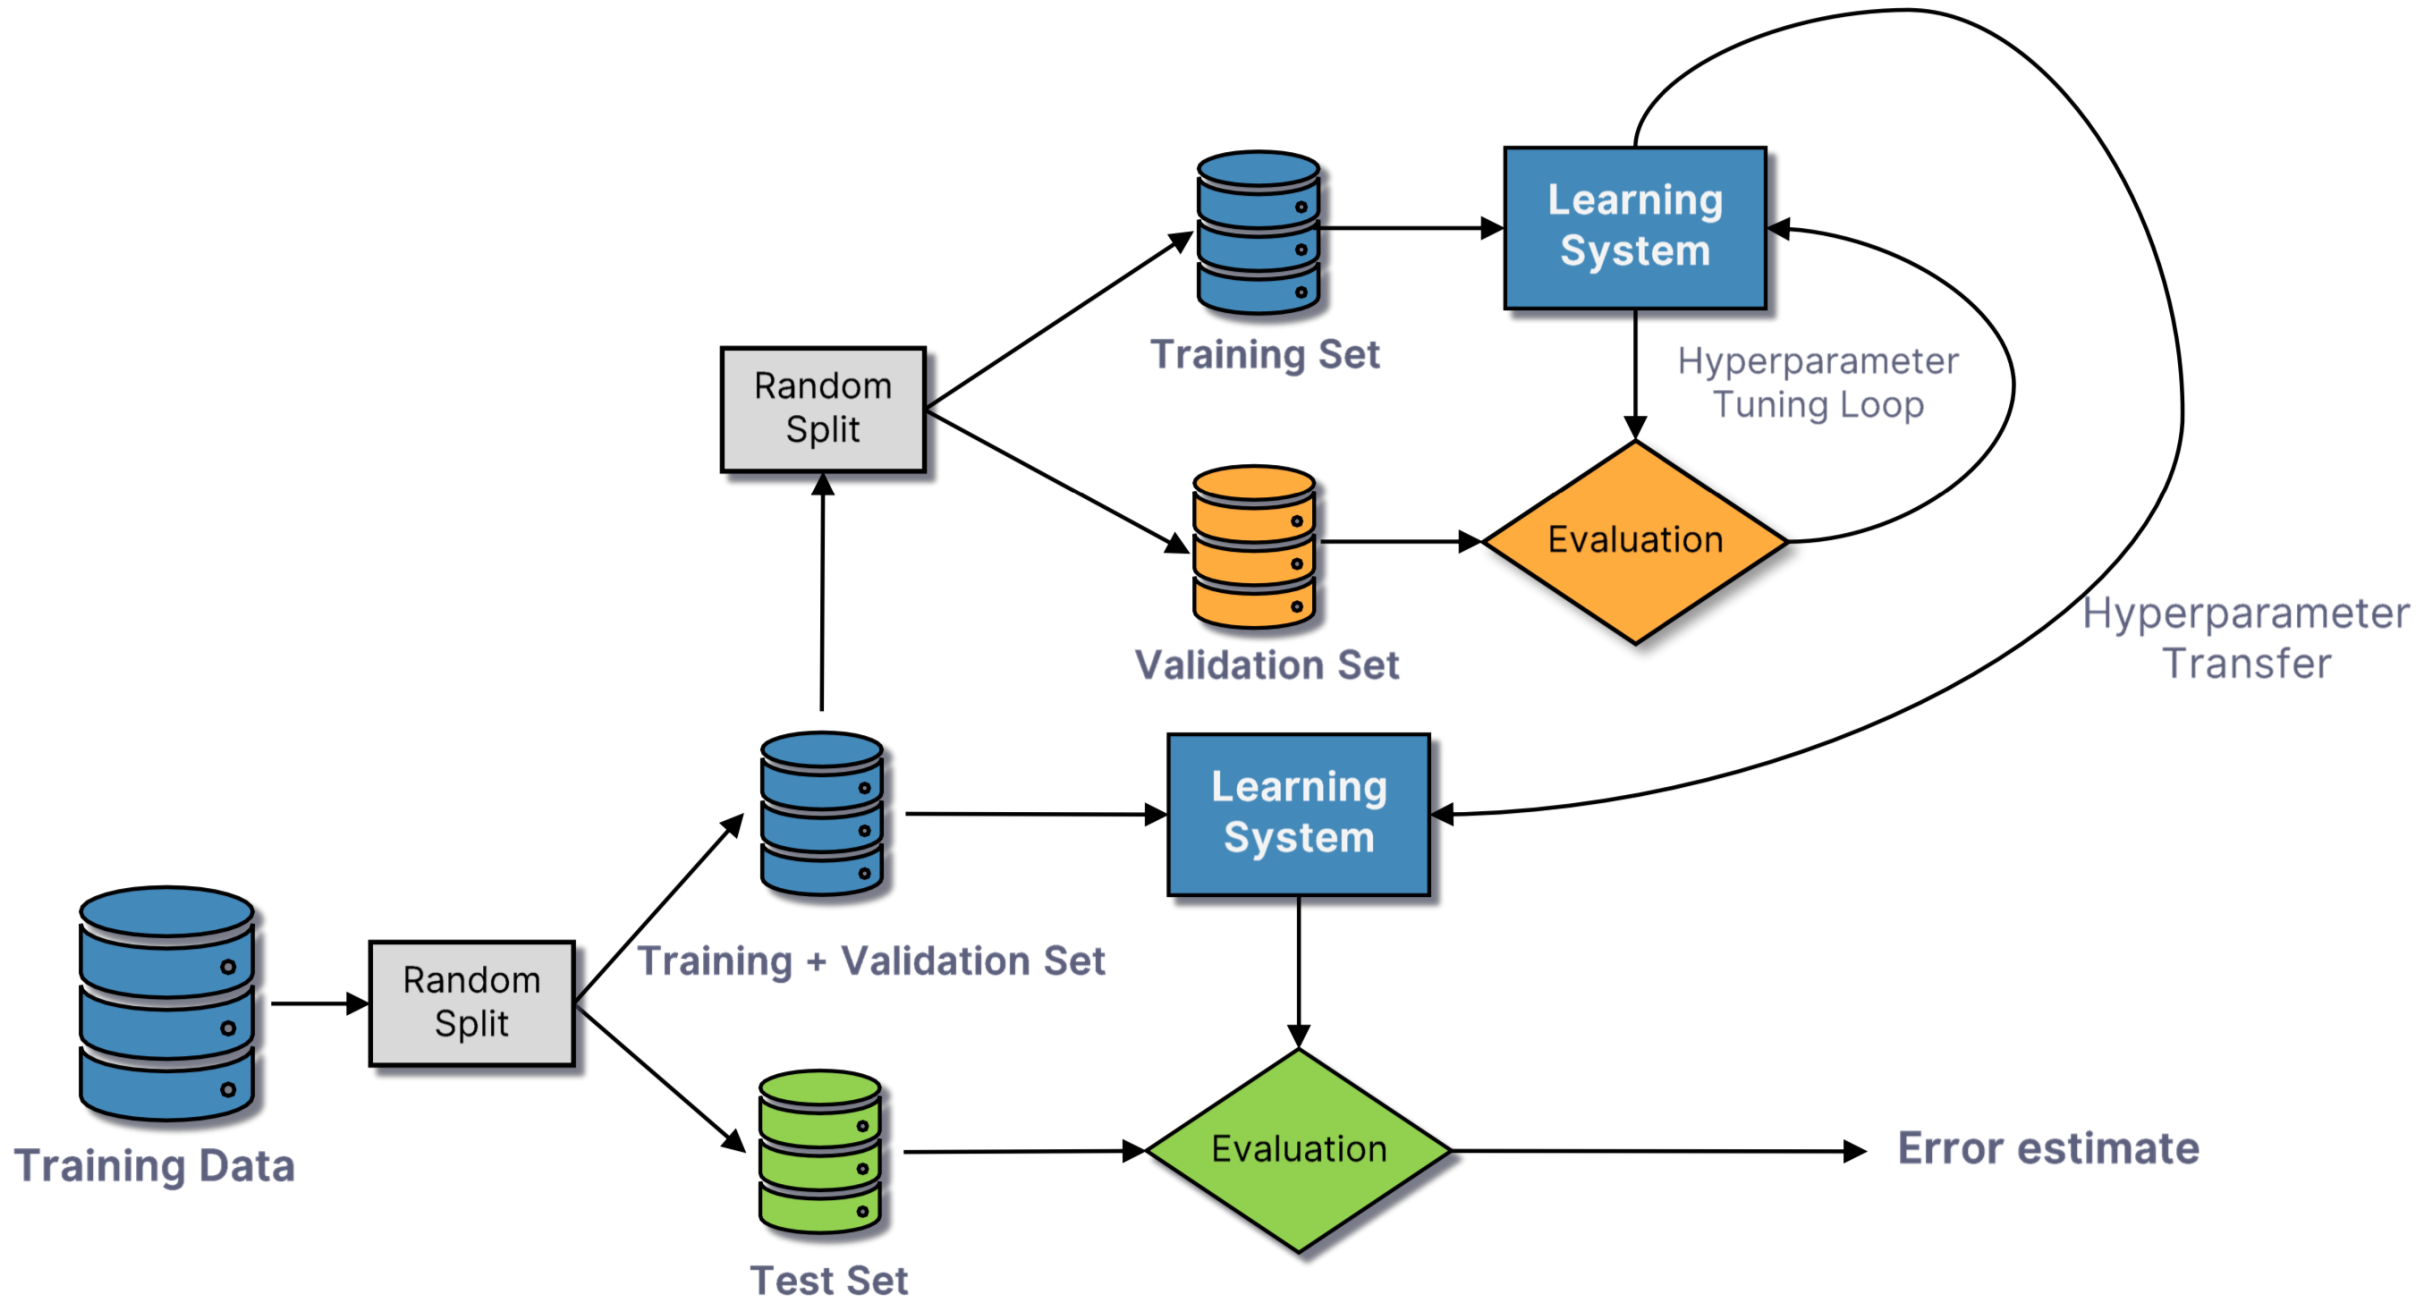 Learning
System
Training Set
Hyperparameter
Tuning Loop
Random
Split
Evaluation
Validation Set
Hyperparameter
Transfer
Learning
System
Training + Validation Set
Random
Split
Training Data
Evaluation
Error estimate
Test Set